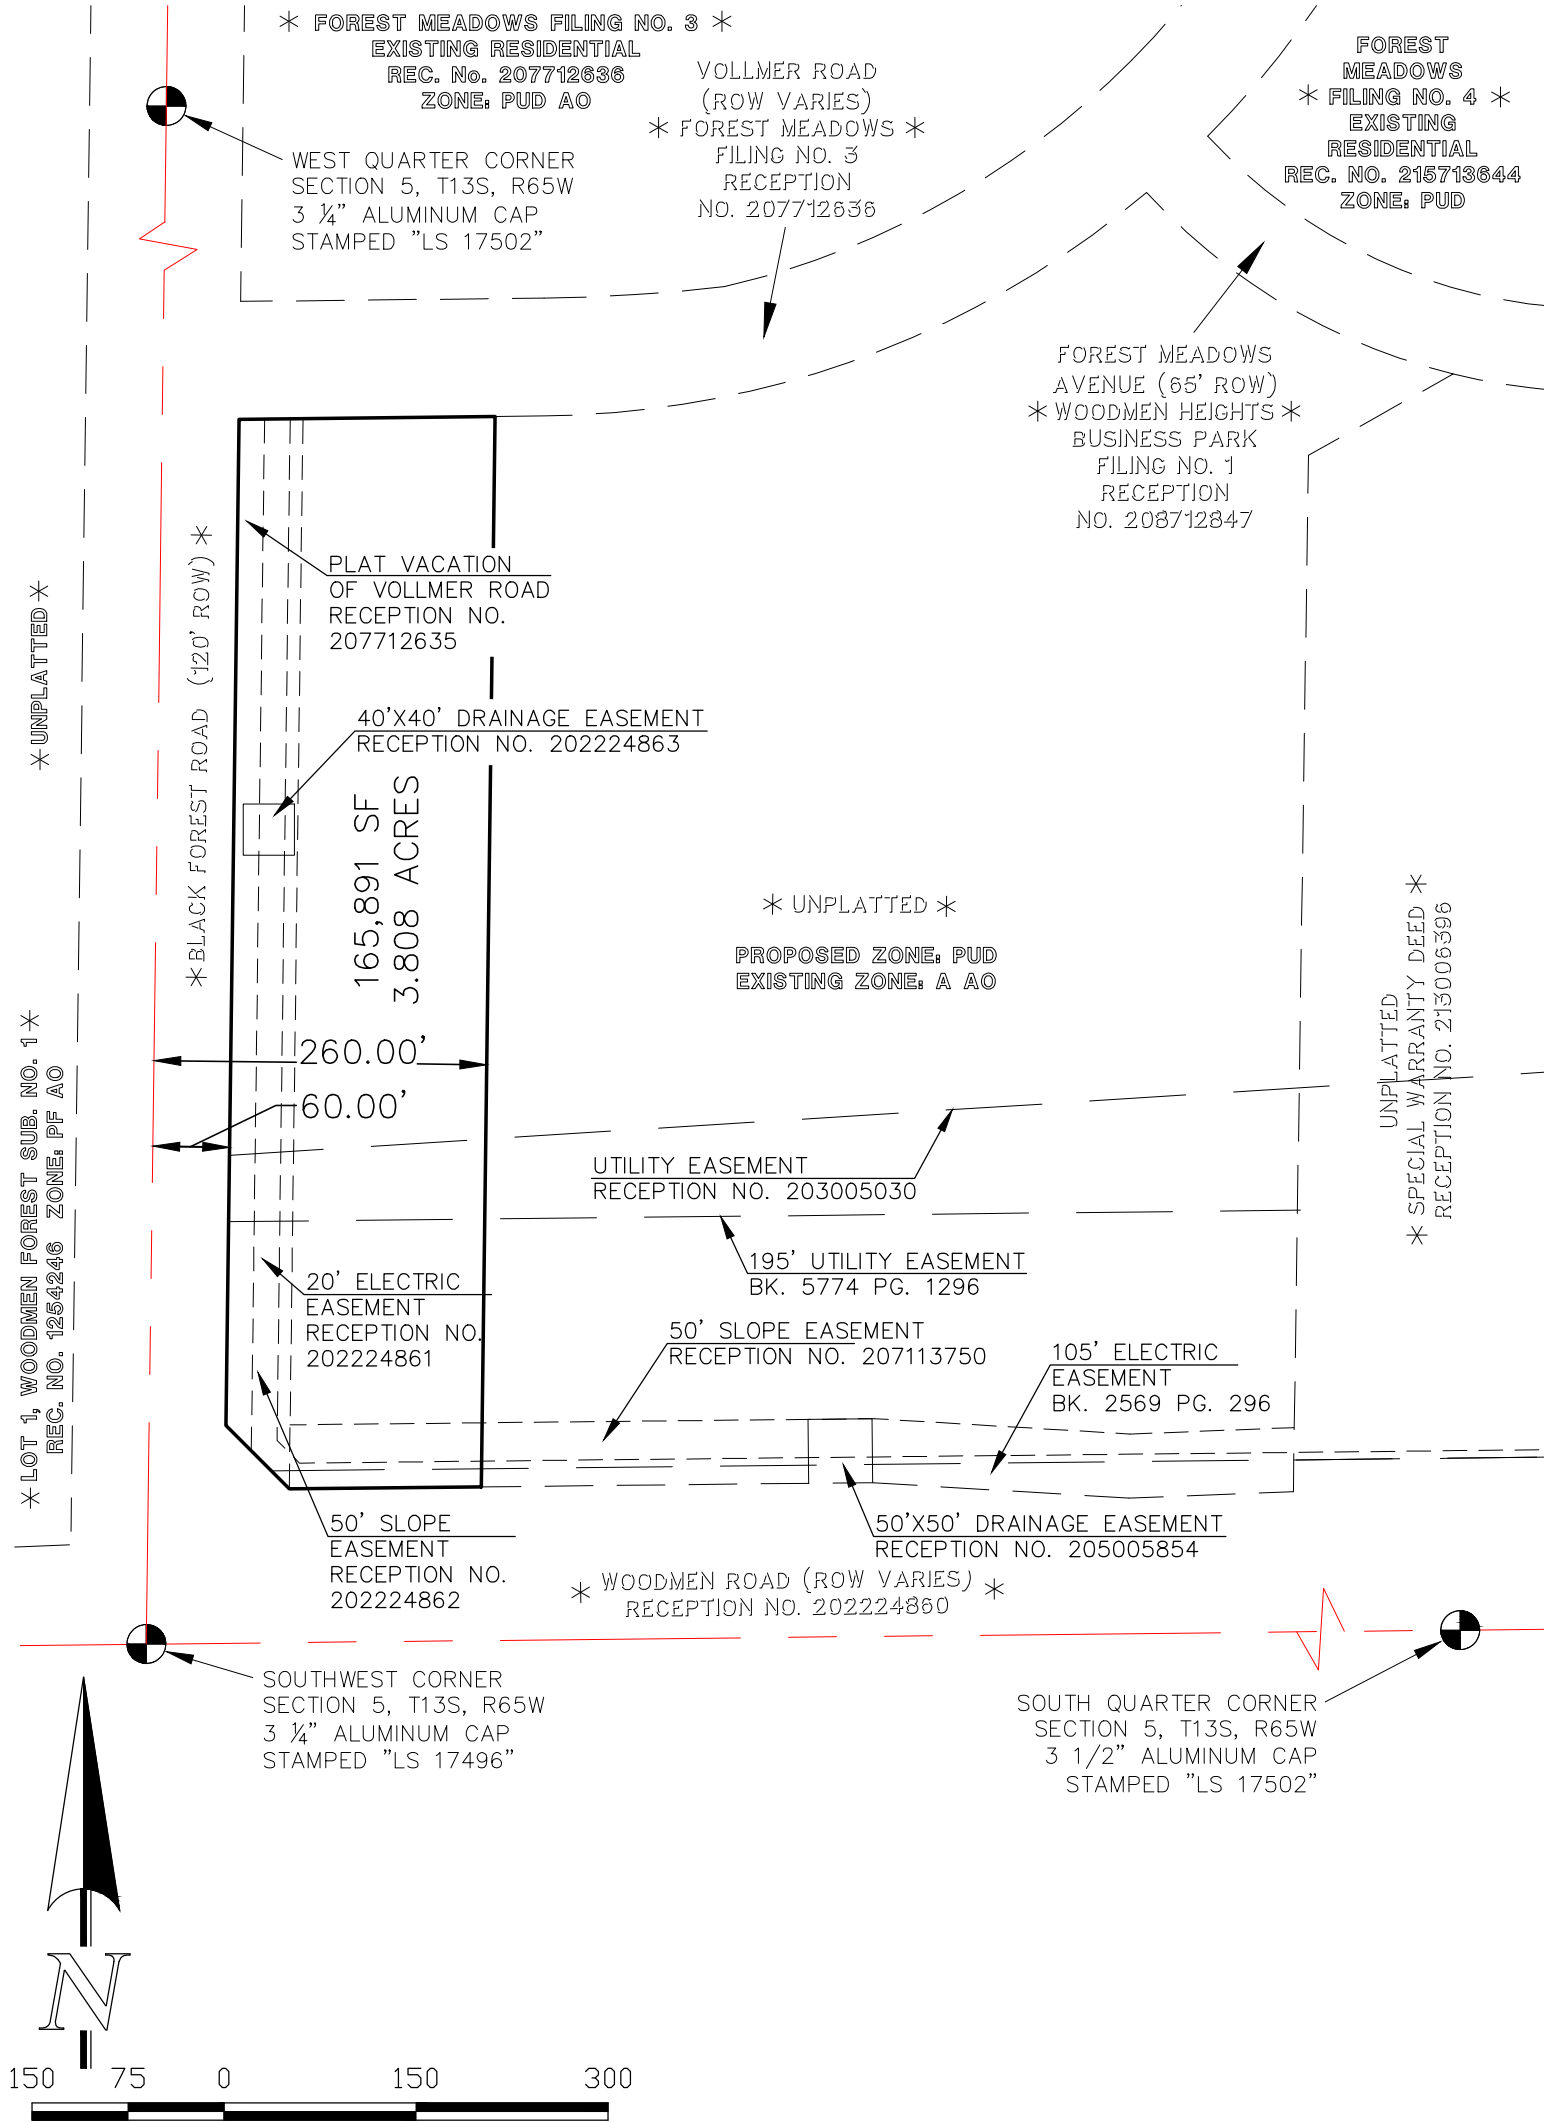 * FOREST MEADOWS FILING NO. 3 *
EXISTING RESIDENTIAL
REC. No. 207712636
ZONE: PUD AO
VOLLMER ROAD
(ROW VARIES)
* FOREST MEADOWS *
FILING NO. 3
RECEPTION
NO. 207712636
FOREST
MEADOWS
* FILING NO. 4 *
EXISTING
RESIDENTIAL
REC. NO. 215713644
ZONE: PUD
WEST QUARTER CORNER
SECTION 5, T13S, R65W
3 ¼" ALUMINUM CAP
STAMPED "LS 17502"
FOREST MEADOWS
AVENUE (65' ROW)
* WOODMEN HEIGHTS *
BUSINESS PARK
FILING NO. 1
RECEPTION
NO. 208712847
PLAT VACATION
OF VOLLMER ROAD
RECEPTION NO.
207712635
* UNPLATTED *
* BLACK FOREST ROAD (120' ROW) *
40'X40' DRAINAGE EASEMENT
RECEPTION NO. 202224863
165,891 SF
3.808 ACRES
* UNPLATTED *
PROPOSED ZONE: PUD
EXISTING ZONE: A AO
UNPLATTED
* SPECIAL WARRANTY DEED *
RECEPTION NO. 213006396
260.00'
60.00'
* LOT 1, WOODMEN FOREST SUB. NO. 1 *
REC. NO. 1254246 ZONE: PF AO
UTILITY EASEMENT
RECEPTION NO. 203005030
195' UTILITY EASEMENT
BK. 5774 PG. 1296
20' ELECTRIC
EASEMENT
RECEPTION NO.
202224861
50' SLOPE EASEMENT
RECEPTION NO. 207113750
105' ELECTRIC
EASEMENT
BK. 2569 PG. 296
50' SLOPE
EASEMENT
RECEPTION NO.
202224862
50'X50' DRAINAGE EASEMENT
RECEPTION NO. 205005854
* WOODMEN ROAD (ROW VARIES) *
RECEPTION NO. 202224860
SOUTHWEST CORNER
SECTION 5, T13S, R65W
3 ¼" ALUMINUM CAP
STAMPED "LS 17496"
SOUTH QUARTER CORNER
SECTION 5, T13S, R65W
3 1/2" ALUMINUM CAP
STAMPED "LS 17502"
N
150 75 0 150 300